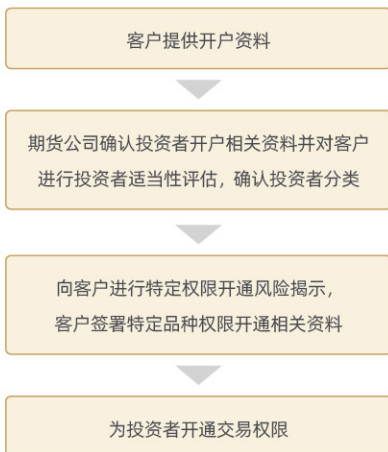 客户提供开户资料
期货公司确认投资者开户相关资料并对客户
进行投资者适当性评估，确认投资者分类
向客户进行特定权限开通风险揭示，
客户签署特定品种权限开通相关资料
为投资者开通交易权限